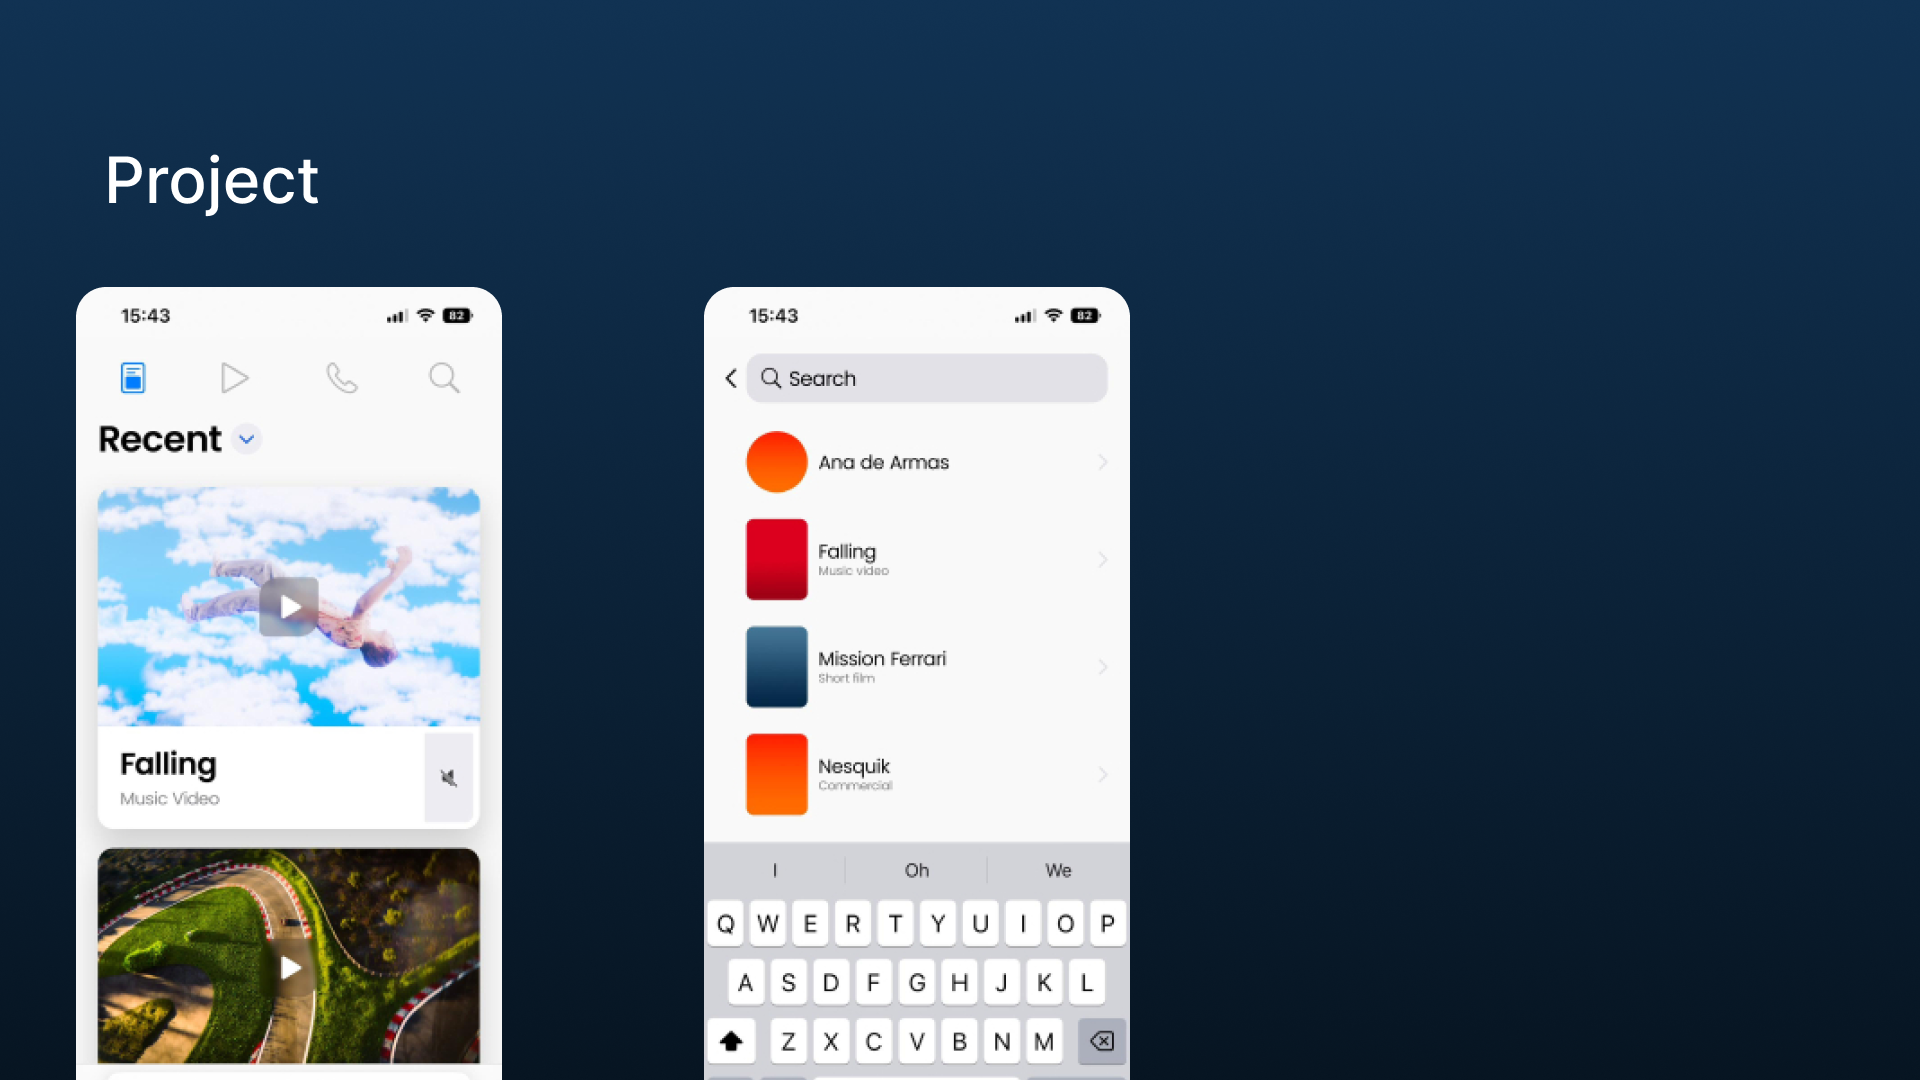 Project
15:43
82
Recent
Falling
Music Video
15:43
82
Search
Ana de Armas
Falling
Music video
Mission Ferrari
Short film
Nesquik
Commercial
I Oh We
Q W E R T Y U I O P
A S D F G H J K L
Z X C V B N M